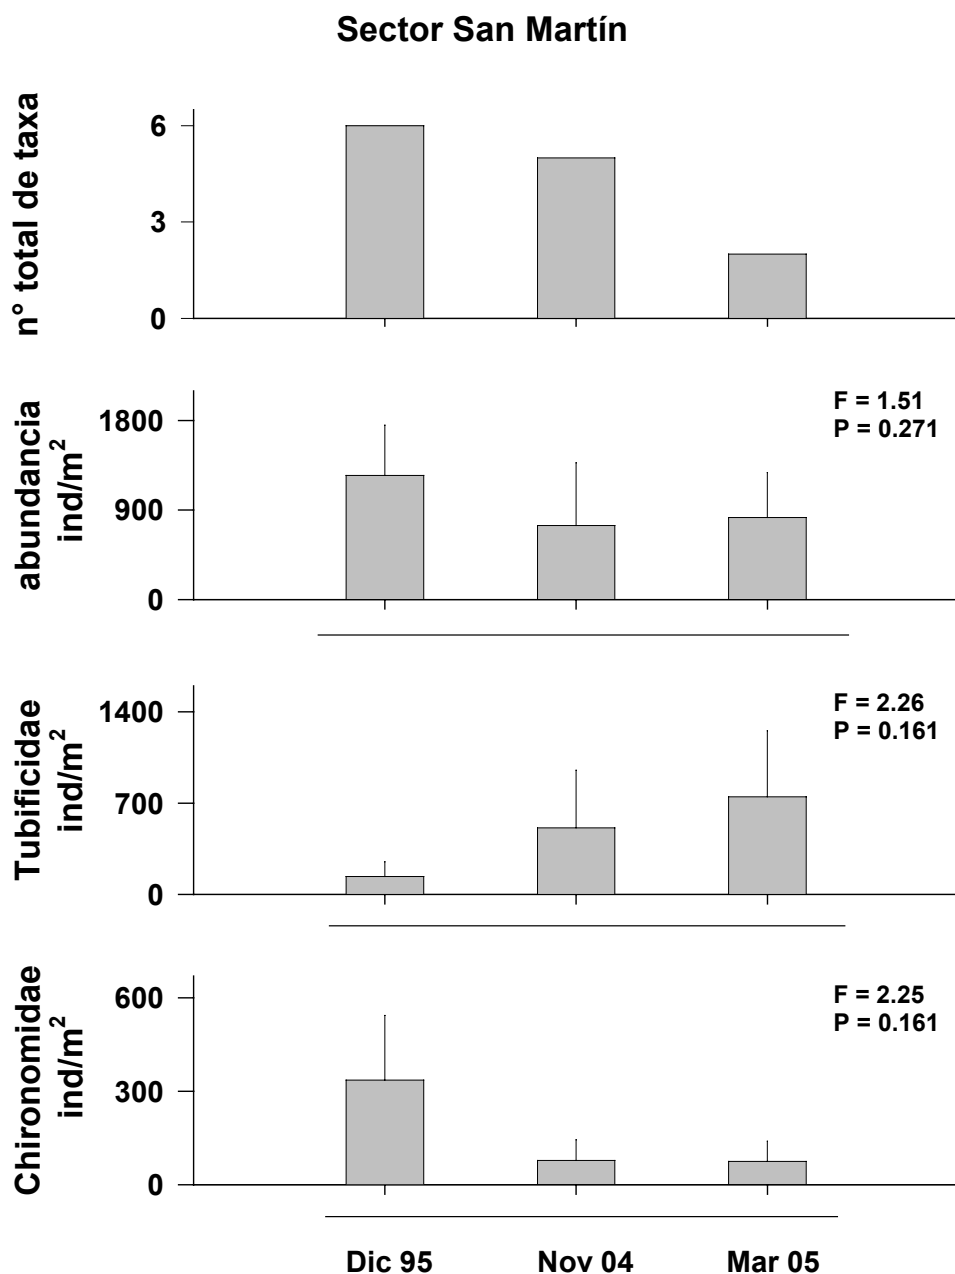 Sector San Martín
n° total de taxa
6
3
0
abundancia
ind/m²
1800
900
0
F = 1.51
P = 0.271
Tubificidae
ind/m²
1400
700
0
F = 2.26
P = 0.161
Chironomidae
ind/m²
600
300
0
F = 2.25
P = 0.161
Dic 95 Nov 04 Mar 05